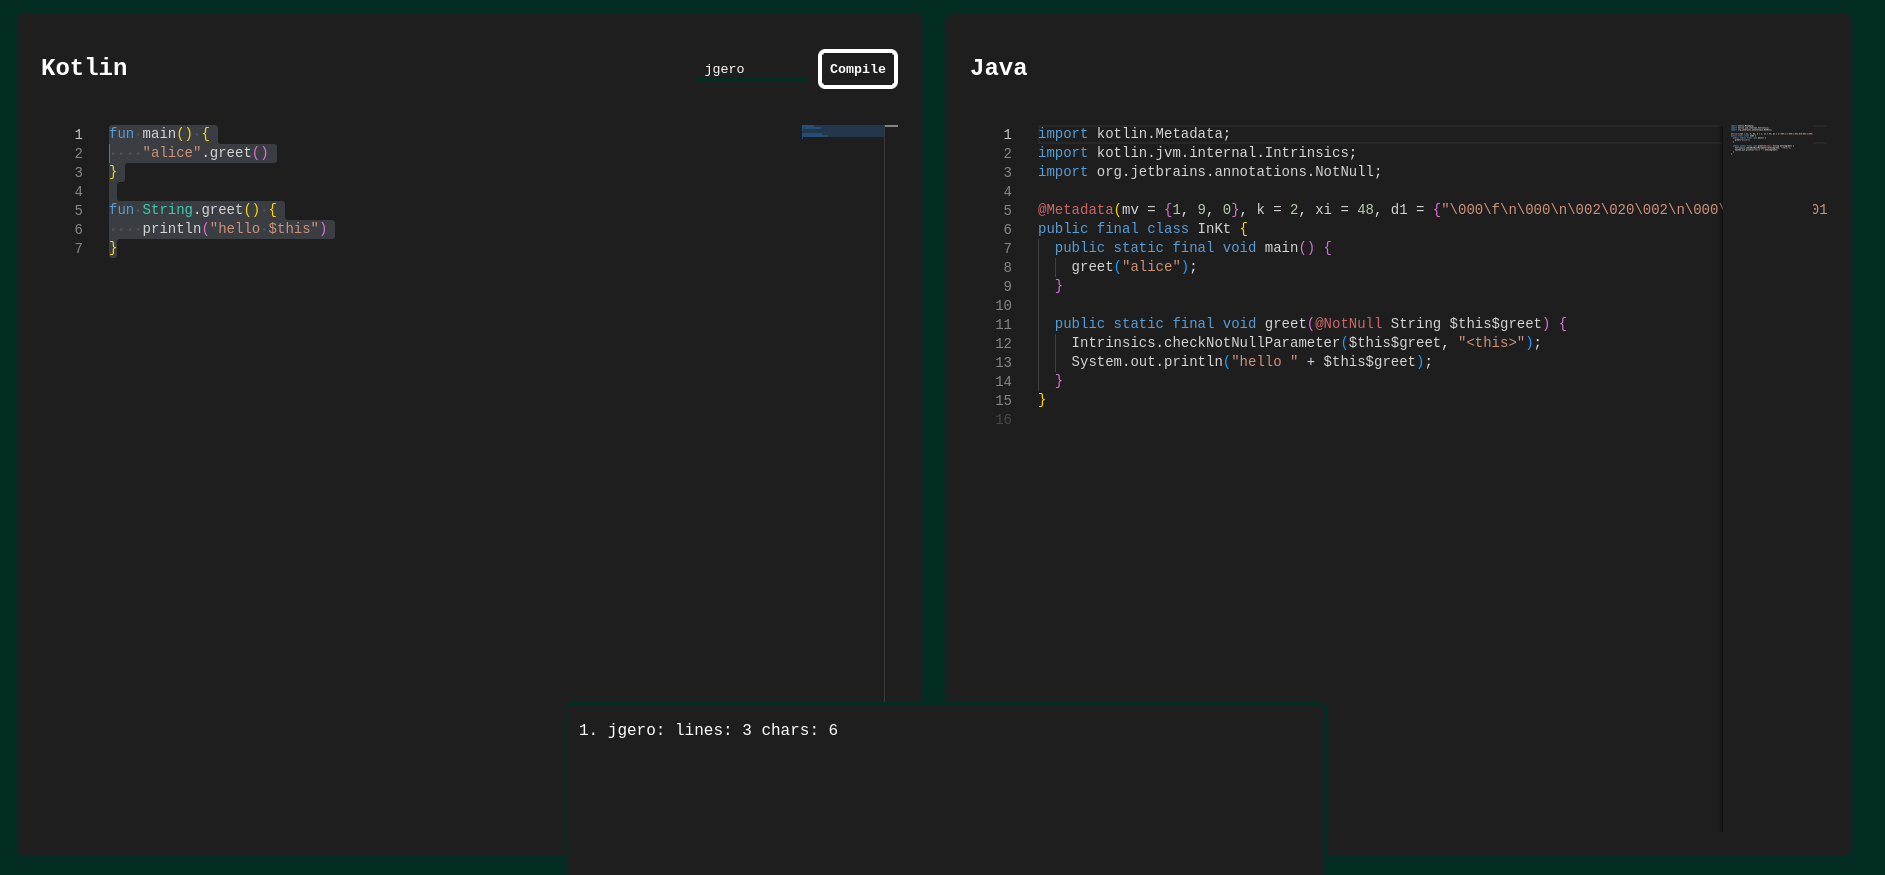 Kotlin
jgero
Compile
1 fun main() {
2     "alice".greet()
3 }
4
5 fun String.greet() {
6     println("hello $this")
7 }
Java
1 import kotlin.Metadata;
2 import kotlin.jvm.internal.Intrinsics;
3 import org.jetbrains.annotations.NotNull;
4
5 @Metadata(mv = {1, 9, 0}, k = 2, xi = 48, d1 = {"\000\f\n\000\n\002\020\002\n\000\ 01
6 public final class InKt {
7   public static final void main() {
8     greet("alice");
9   }
10
11   public static final void greet(@NotNull String $this$greet) {
12     Intrinsics.checkNotNullParameter($this$greet, "<this>");
13     System.out.println("hello " + $this$greet);
14   }
15 }
16
1. jgero: lines: 3 chars: 6